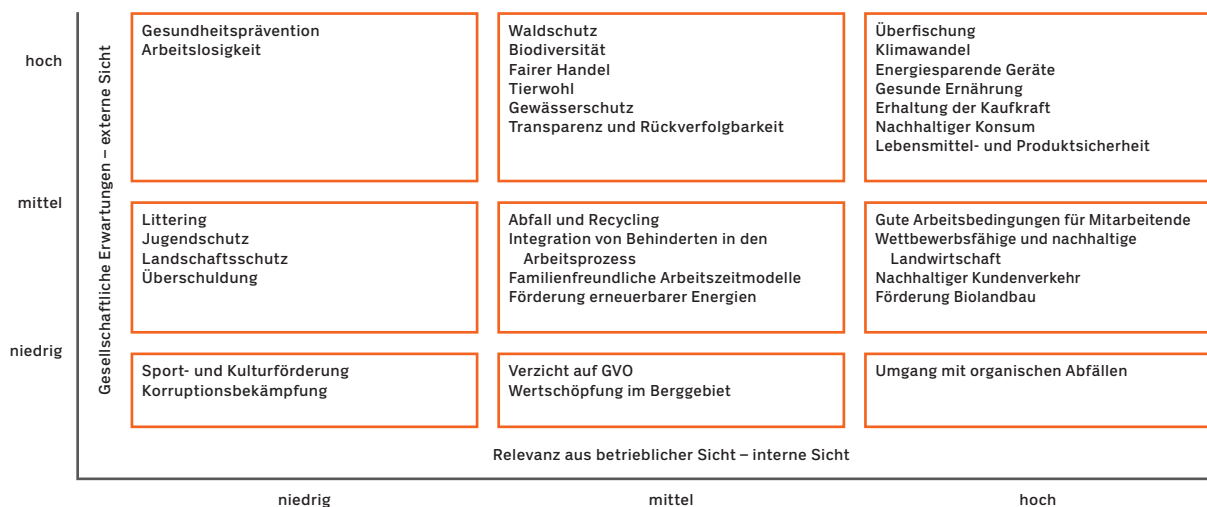 Gesellschaftliche Erwartungen – externe Sicht
hoch
Gesundheitsprävention
Arbeitslosigkeit
Waldschutz
Biodiversität
Fairer Handel
Tierwohl
Gewässerschutz
Transparenz und Rückverfolgbarkeit
Überfischung
Klimawandel
Energiesparende Geräte
Gesunde Ernährung
Erhaltung der Kaufkraft
Nachhaltiger Konsum
Lebensmittel- und Produktsicherheit
mittel
Littering
Jugendschutz
Landschaftsschutz
Überschuldung
Abfall und Recycling
Integration von Behinderten in den
Arbeitsprozess
Familienfreundliche Arbeitszeitmodelle
Förderung erneuerbarer Energien
Gute Arbeitsbedingungen für Mitarbeitende
Wettbewerbsfähige und nachhaltige
Landwirtschaft
Nachhaltiger Kundenverkehr
Förderung Biolandbau
niedrig
Sport- und Kulturförderung
Korruptionsbekämpfung
Verzicht auf GVO
Wertschöpfung im Berggebiet
Umgang mit organischen Abfällen
Relevanz aus betrieblicher Sicht – interne Sicht
niedrig
mittel
hoch